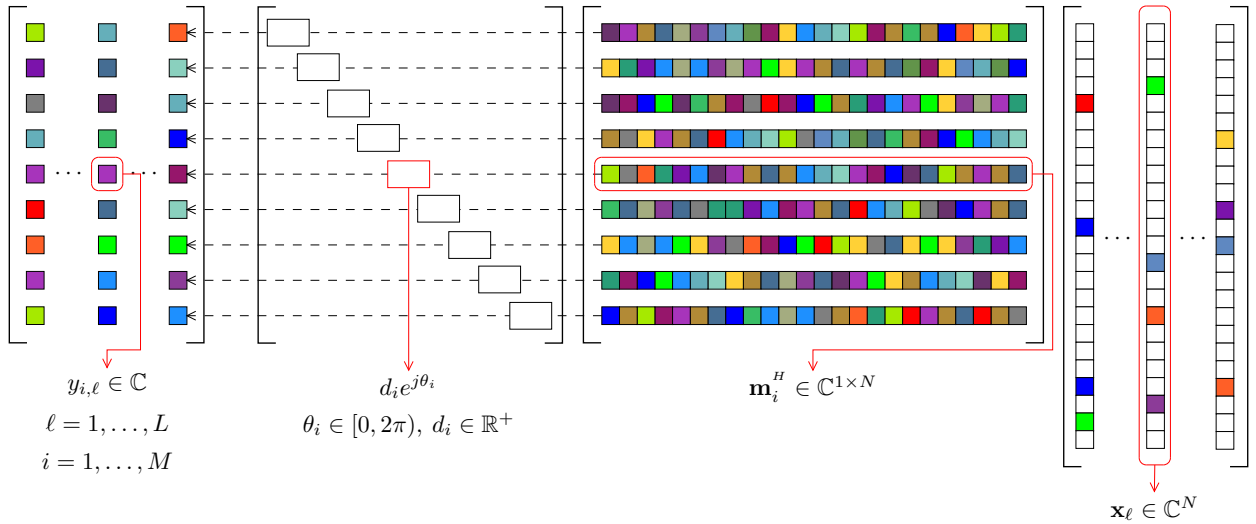 ··· ···
··· ···
y_{i,ℓ} ∈ ℂ
ℓ = 1, . . . , L
i = 1, . . . , M
d_i e^{jθ_i}
θ_i ∈ [0, 2π), d_i ∈ ℝ^+
𝐦_i^H ∈ ℂ^{1×N}
𝐱_ℓ ∈ ℂ^N